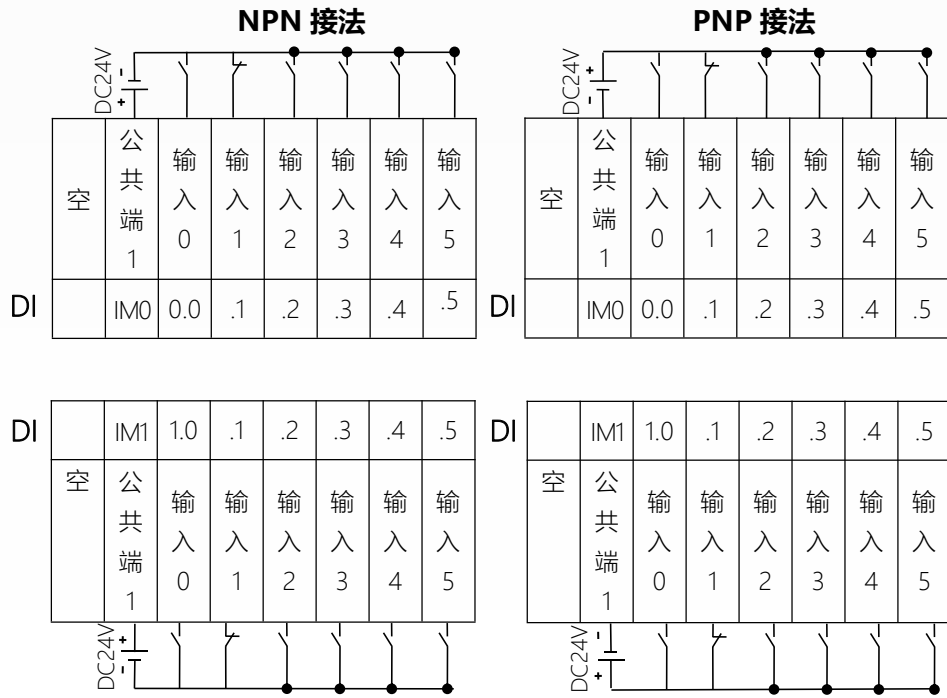 NPN 接法
PNP 接法
DC24V - +
DC24V + -
空 公共端1 输入0 输入1 输入2 输入3 输入4 输入5
空 公共端1 输入0 输入1 输入2 输入3 输入4 输入5
DI IM0 0.0 .1 .2 .3 .4 .5
DI IM0 0.0 .1 .2 .3 .4 .5
DI IM1 1.0 .1 .2 .3 .4 .5
DI IM1 1.0 .1 .2 .3 .4 .5
空 公共端1 输入0 输入1 输入2 输入3 输入4 输入5
空 公共端1 输入0 输入1 输入2 输入3 输入4 输入5
DC24V + -
DC24V - +